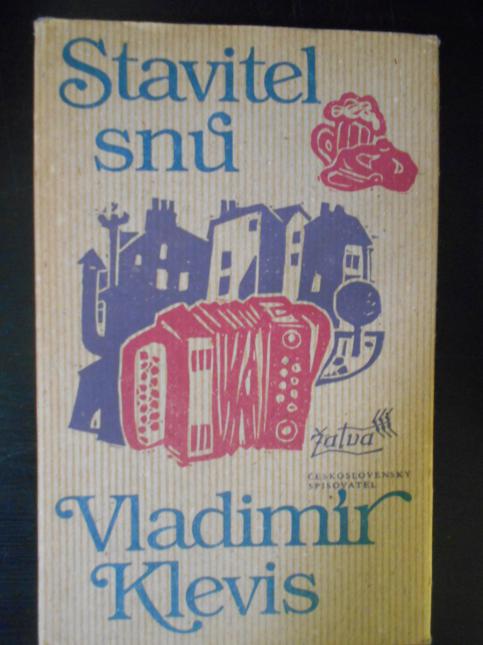 Stavitel
snů
žatva
ČESKOSLOVENSKÝ
SPISOVATEL
Vladimír
Klevis